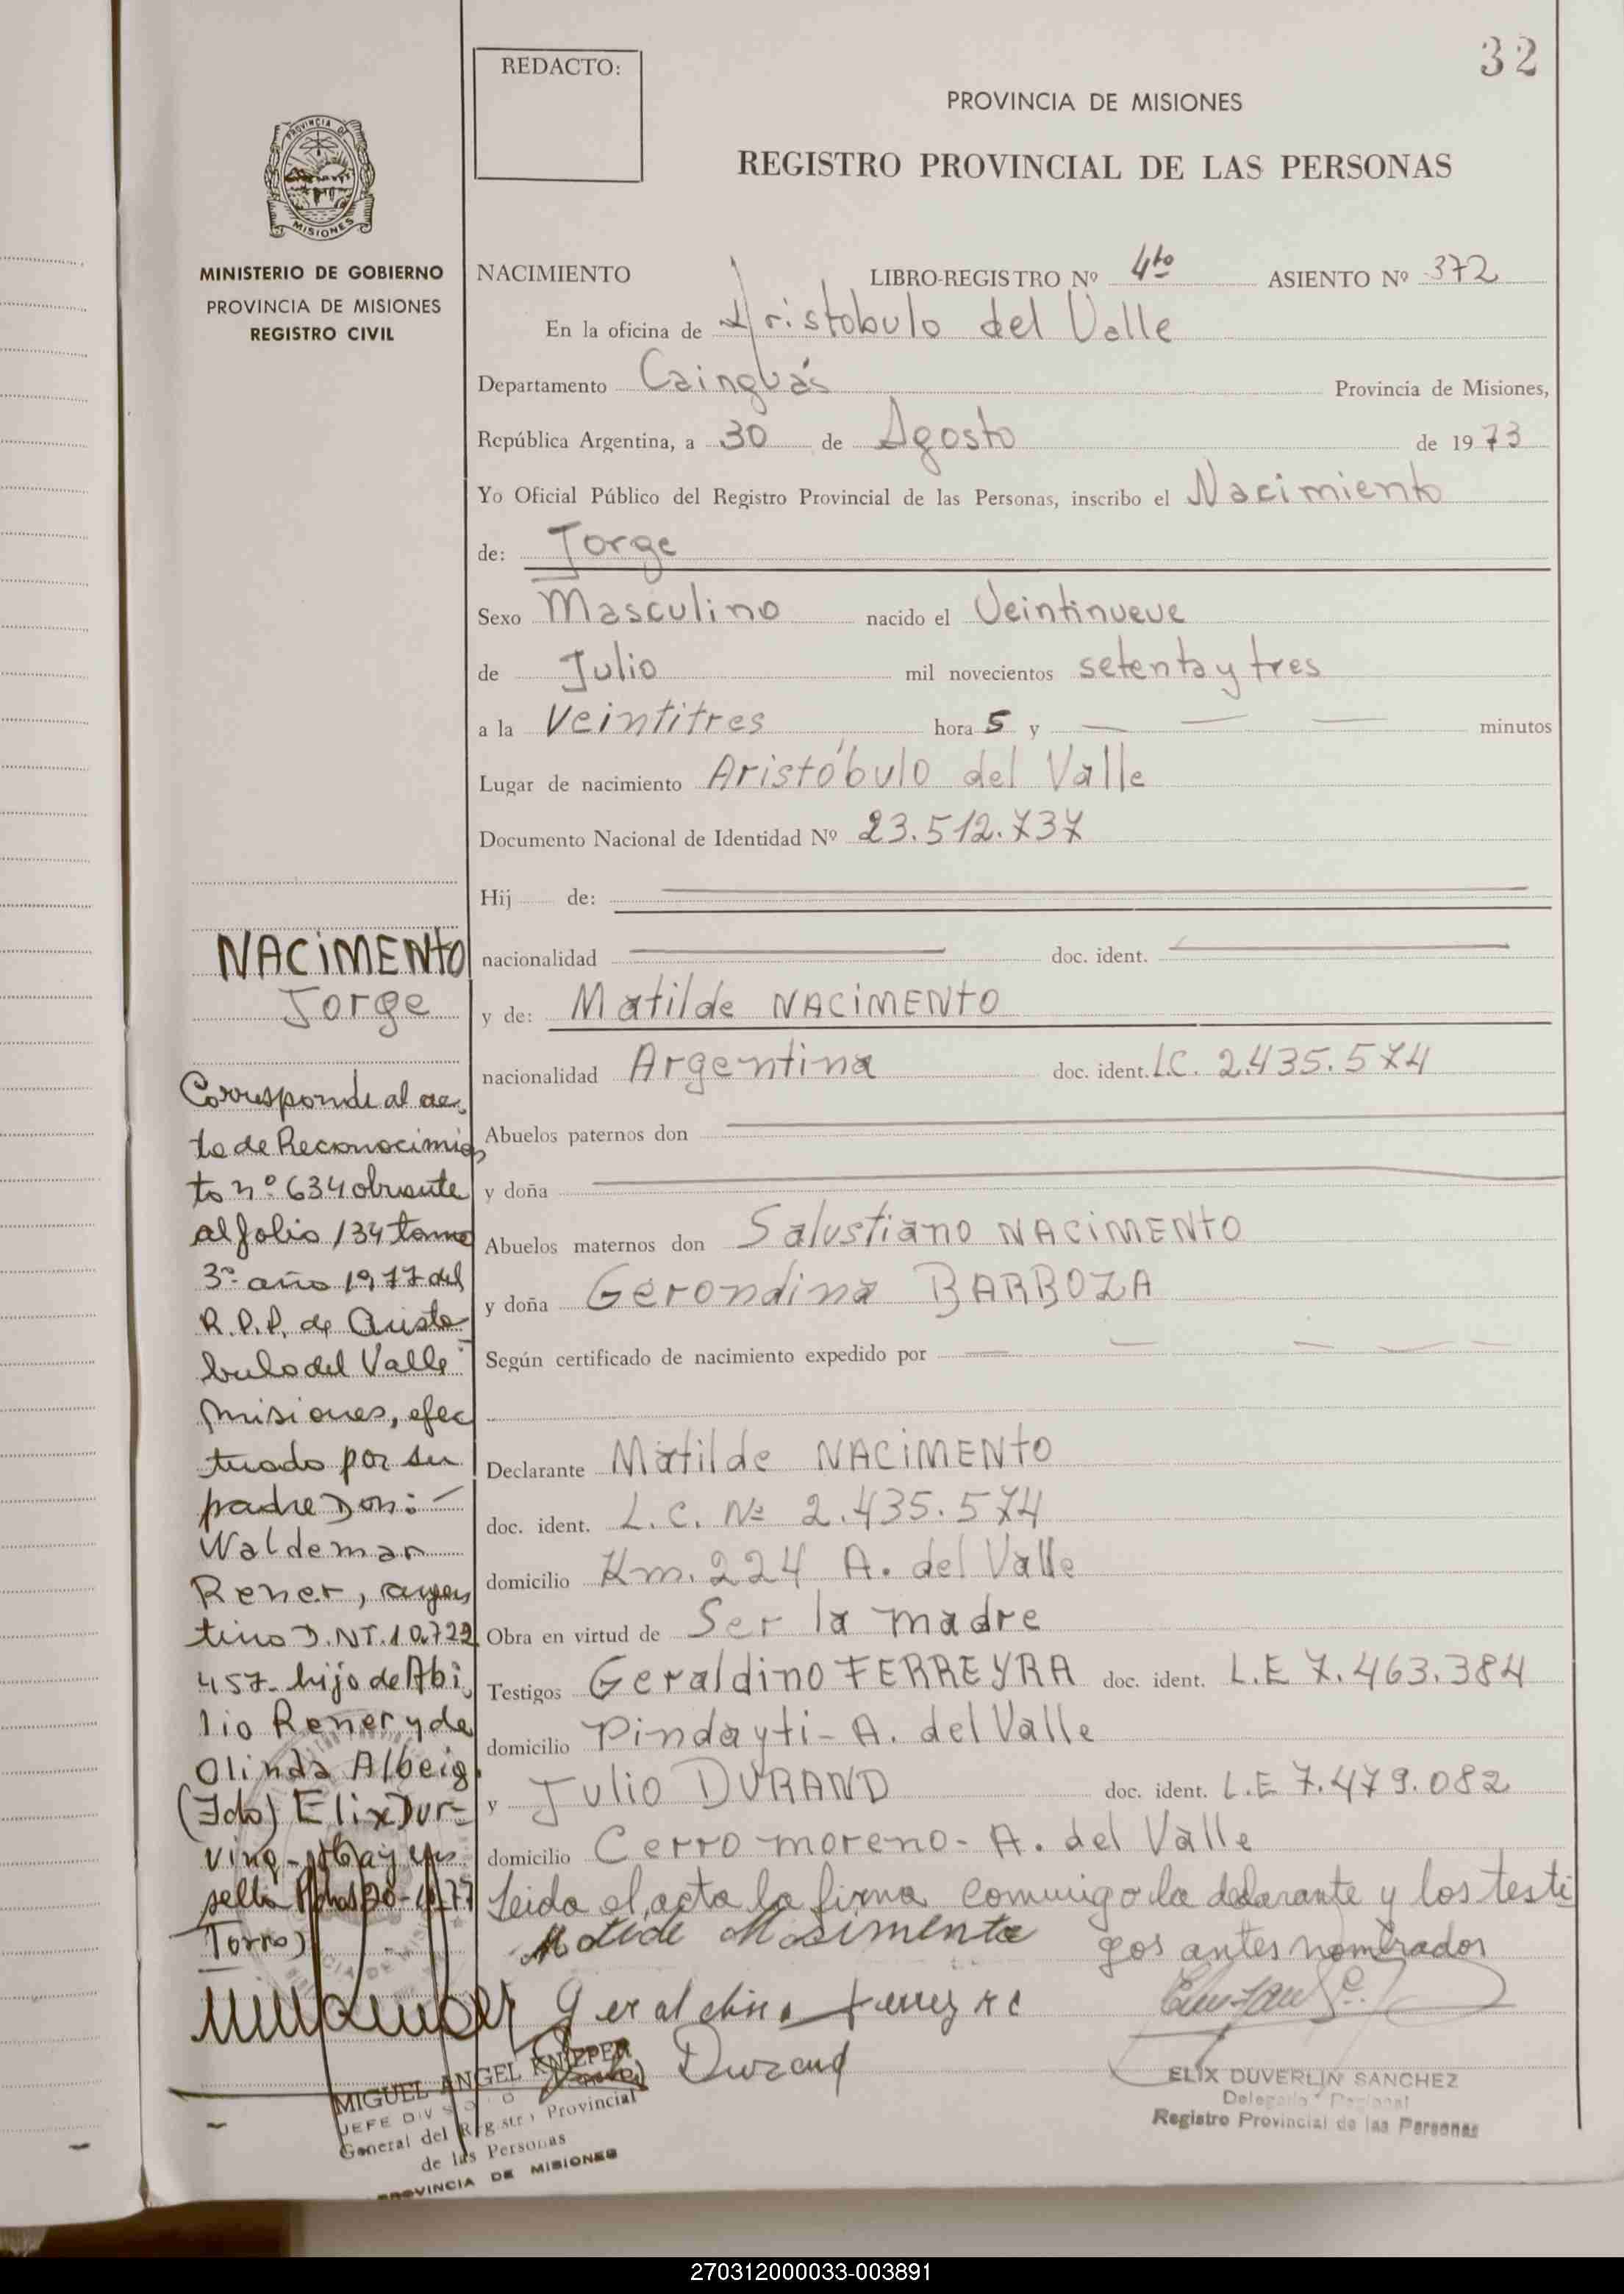 32
REDACTO:
PROVINCIA DE MISIONES
REGISTRO PROVINCIAL DE LAS PERSONAS
PROVINCIA DE
MISIONES
MINISTERIO DE GOBIERNO
PROVINCIA DE MISIONES
REGISTRO CIVIL
NACIMIENTO LIBRO-REGISTRO Nº 4to ASIENTO Nº 372
En la oficina de Aristobulo del Valle
Departamento Cainguás Provincia de Misiones,
República Argentina, a 30 de Agosto de 1973
Yo Oficial Público del Registro Provincial de las Personas, inscribo el Nacimiento
de: Jorge
Sexo Masculino nacido el Veintinueve
de Julio mil novecientos setenta y tres
a la Veintitres hora s y — — — minutos
Lugar de nacimiento Aristóbulo del Valle
Documento Nacional de Identidad Nº 23.512.737
Hij de:
nacionalidad doc. ident.
y de: Matilde NACIMENTO
nacionalidad Argentina doc. ident. L.C. 2.435.574
Abuelos paternos don
y doña
Abuelos maternos don Salustiano NACIMENTO
y doña Gerondina BARBOZA
Según certificado de nacimiento expedido por — — — — —
Declarante Matilde NACIMENTO
doc. ident. L.C. Nº 2.435.574
domicilio Km. 224 A. del Valle
Obra en virtud de Ser la madre
Testigos Geraldino FERREYRA doc. ident. L.E 7.463.384
domicilio Pindayti - A. del Valle
y Julio DURAND doc. ident. L.E 7.479.082
domicilio Cerro moreno - A. del Valle
Leido el acta la firma conmigo la declarante y los testi
gos antes nombrados
NACIMENTO
Jorge
Corresponde al ac-
to de Reconocimien
to nº 634 obrante
al folio 134 tomo
3º año 1977 del
R.P.P. de Aristo
bulo del Valle
Misiones, efec
tuado por su
padre Don:
Waldemar
Rener, argen
tino D.N.I. 10.722
457- hijo de Abi
lio Rener y de
Olinda Albeig.
(Fdo) Elix Dur-
Geraldino Ferreyra
Durand
MIGUEL ANGEL KNIEPER
JEFE DIVISION
General del Registro Provincial
de las Personas
PROVINCIA DE MISIONES
ELIX DUVERLIN SANCHEZ
Delegado Regional
Registro Provincial de las Personas
270312000033-003891